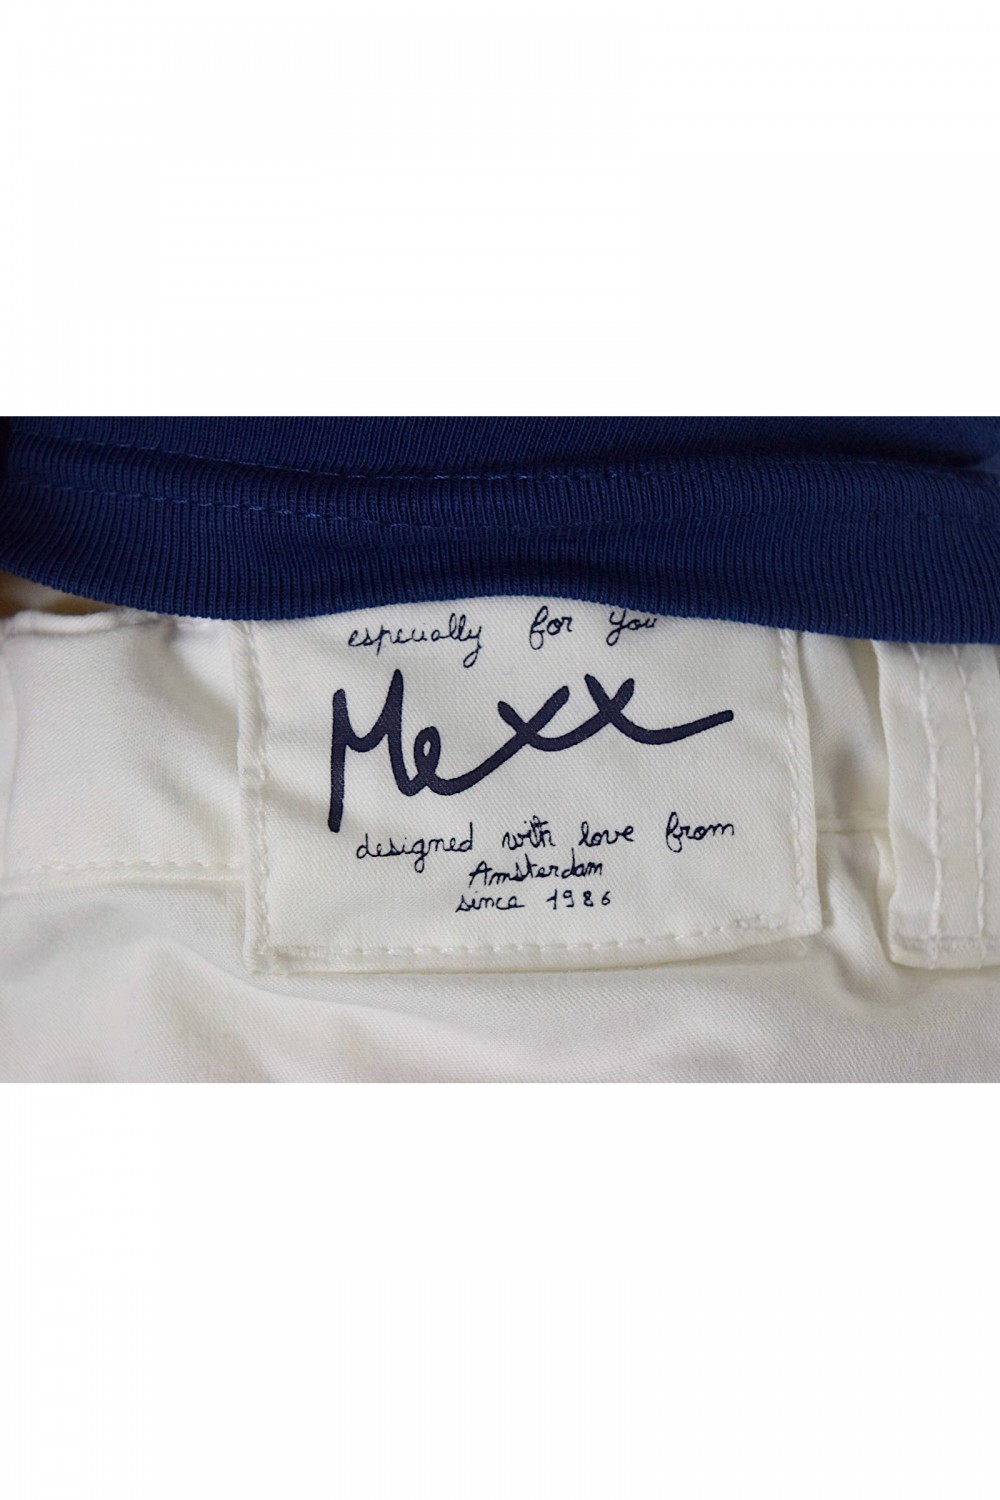 especially for you
Mexx
designed with love from
Amsterdam
since 1986